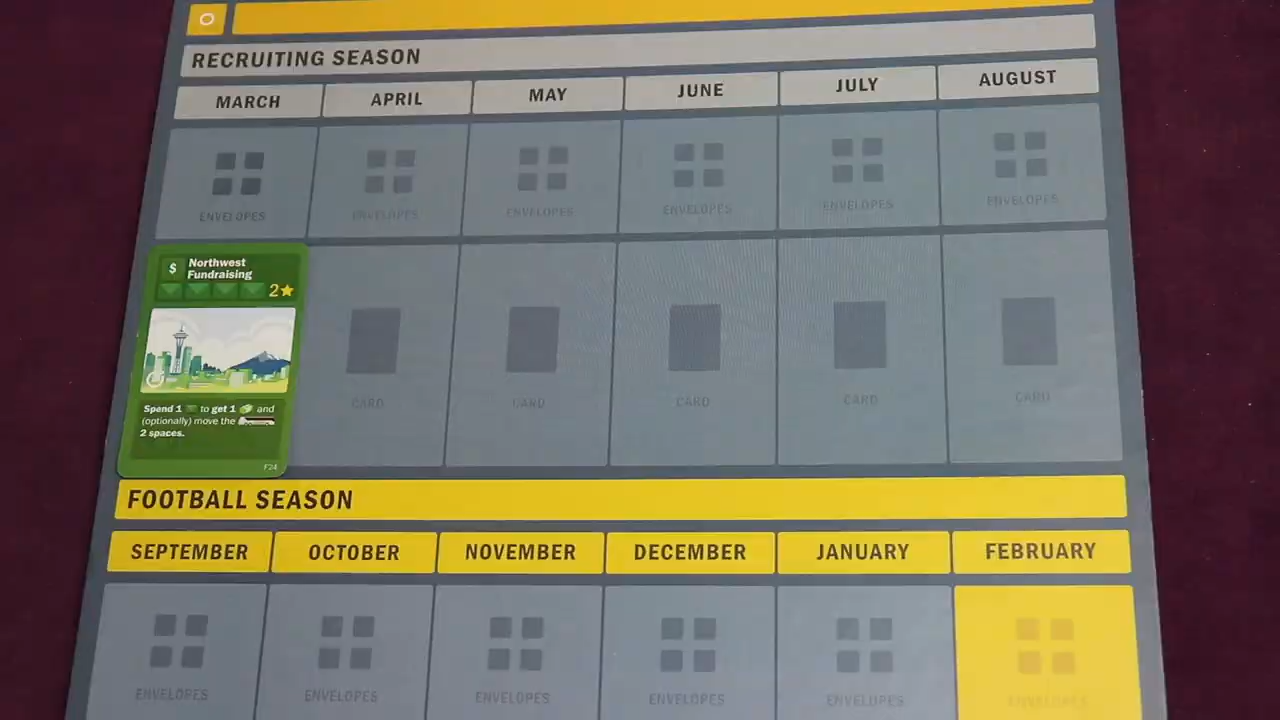 RECRUITING SEASON
MARCH APRIL MAY JUNE JULY AUGUST
ENVELOPES ENVELOPES ENVELOPES ENVELOPES ENVELOPES ENVELOPES
$ Northwest
Fundraising
2
Spend 1 to get 1 and
(optionally) move the
2 spaces.
F24
CARD CARD CARD CARD CARD
FOOTBALL SEASON
SEPTEMBER OCTOBER NOVEMBER DECEMBER JANUARY FEBRUARY
ENVELOPES ENVELOPES ENVELOPES ENVELOPES ENVELOPES ENVELOPES